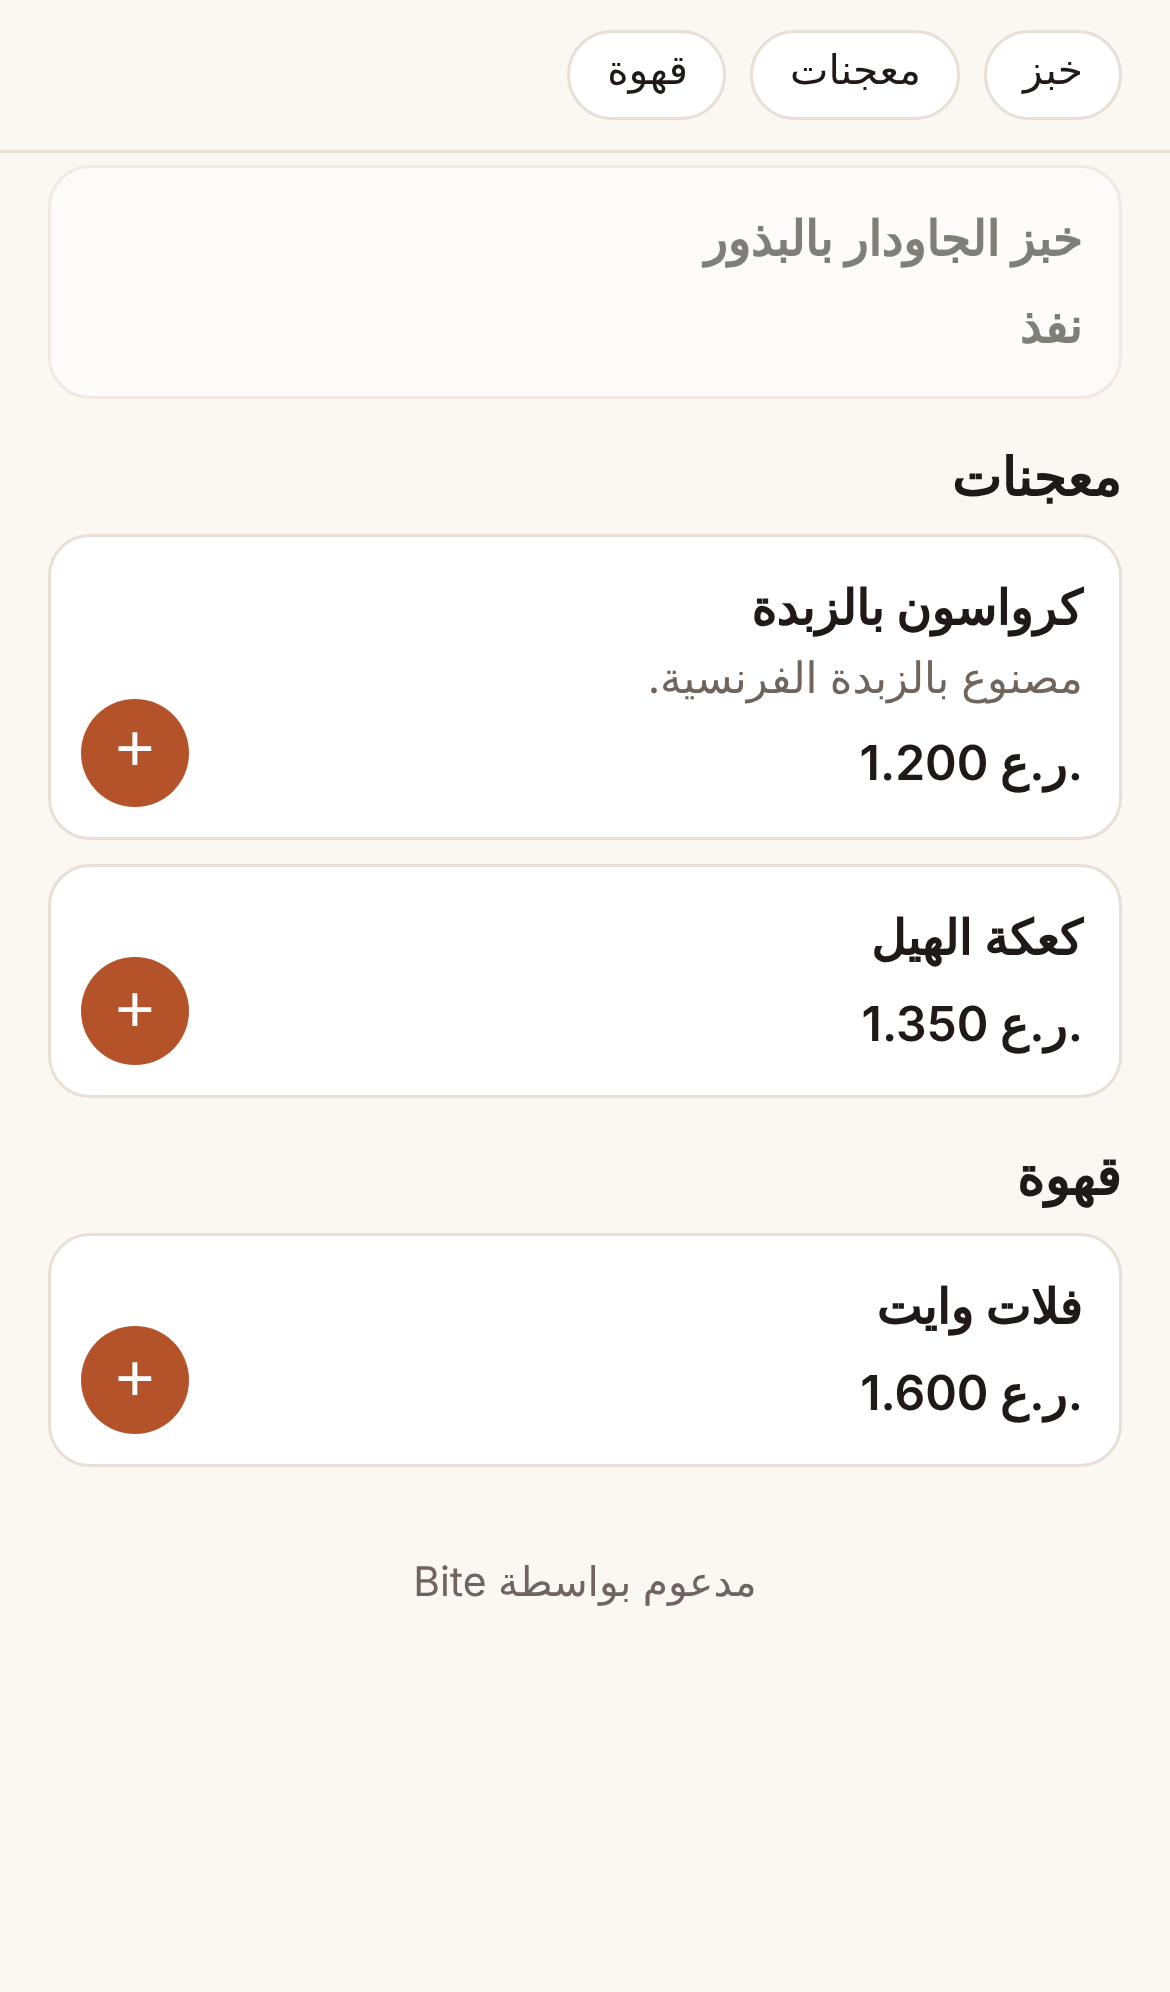 خبز
معجنات
قهوة
خبز الجاودار بالبذور
نفذ
معجنات
كرواسون بالزبدة
مصنوع بالزبدة الفرنسية.
.ر.ع 1.200
+
كعكة الهيل
.ر.ع 1.350
+
قهوة
فلات وايت
.ر.ع 1.600
+
مدعوم بواسطة Bite